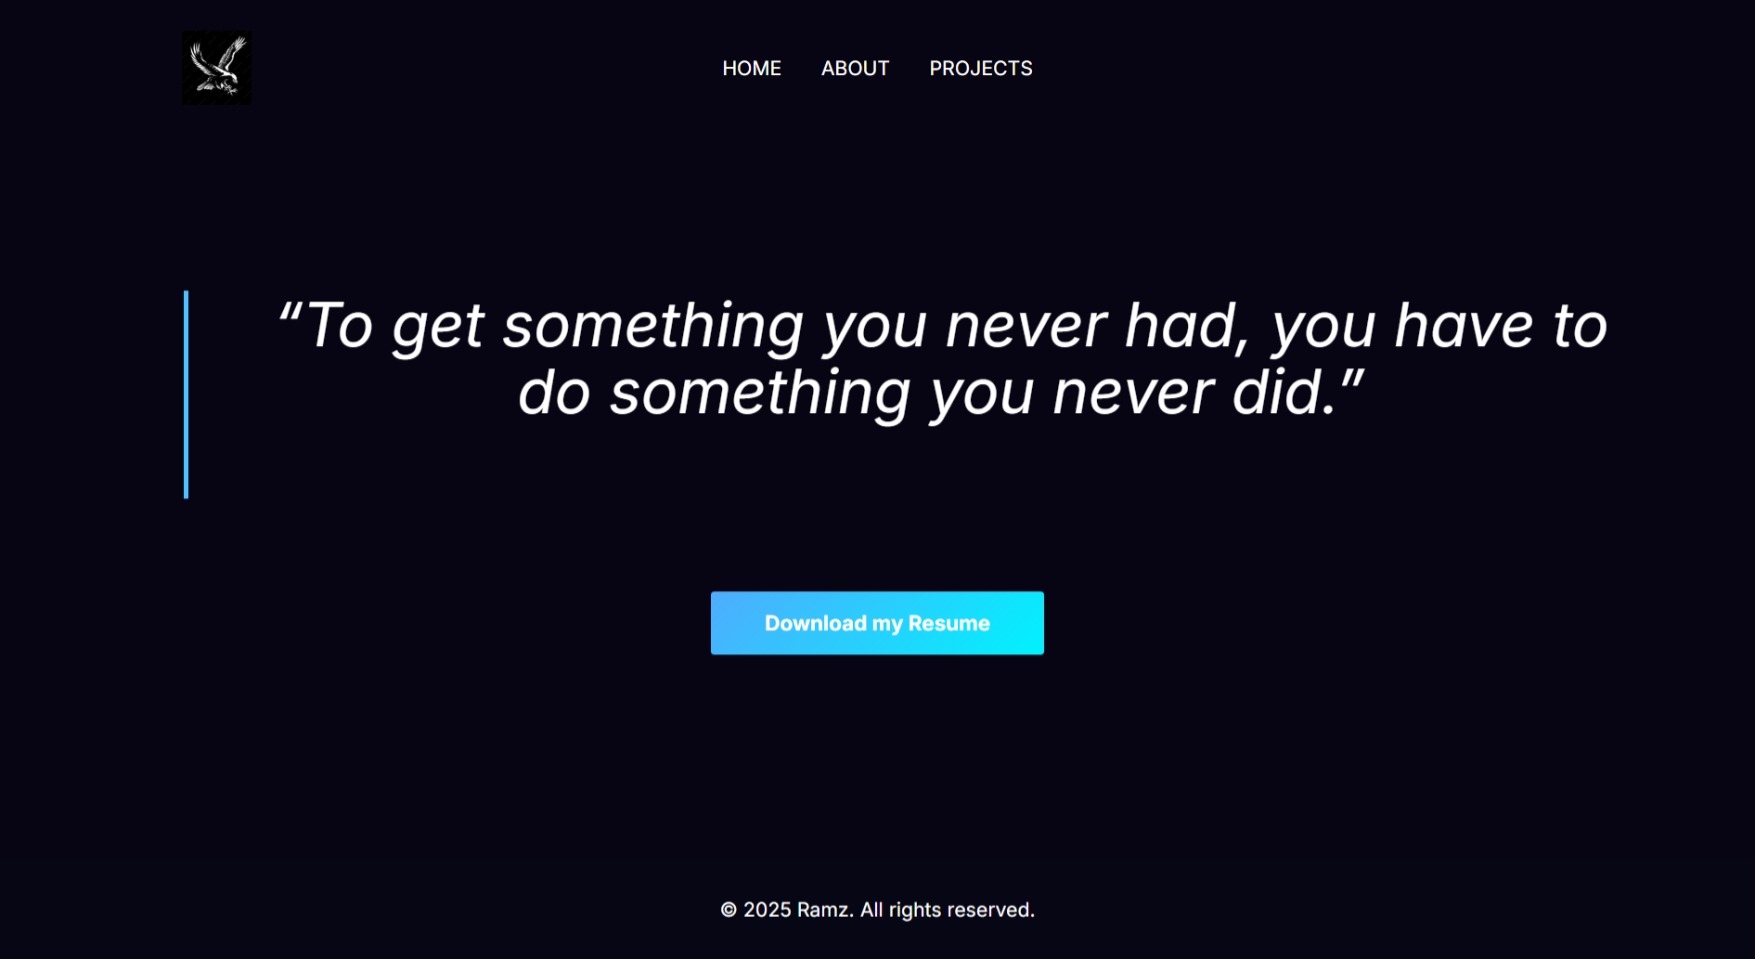 HOME ABOUT PROJECTS
“To get something you never had, you have to
do something you never did.”
Download my Resume
© 2025 Ramz. All rights reserved.